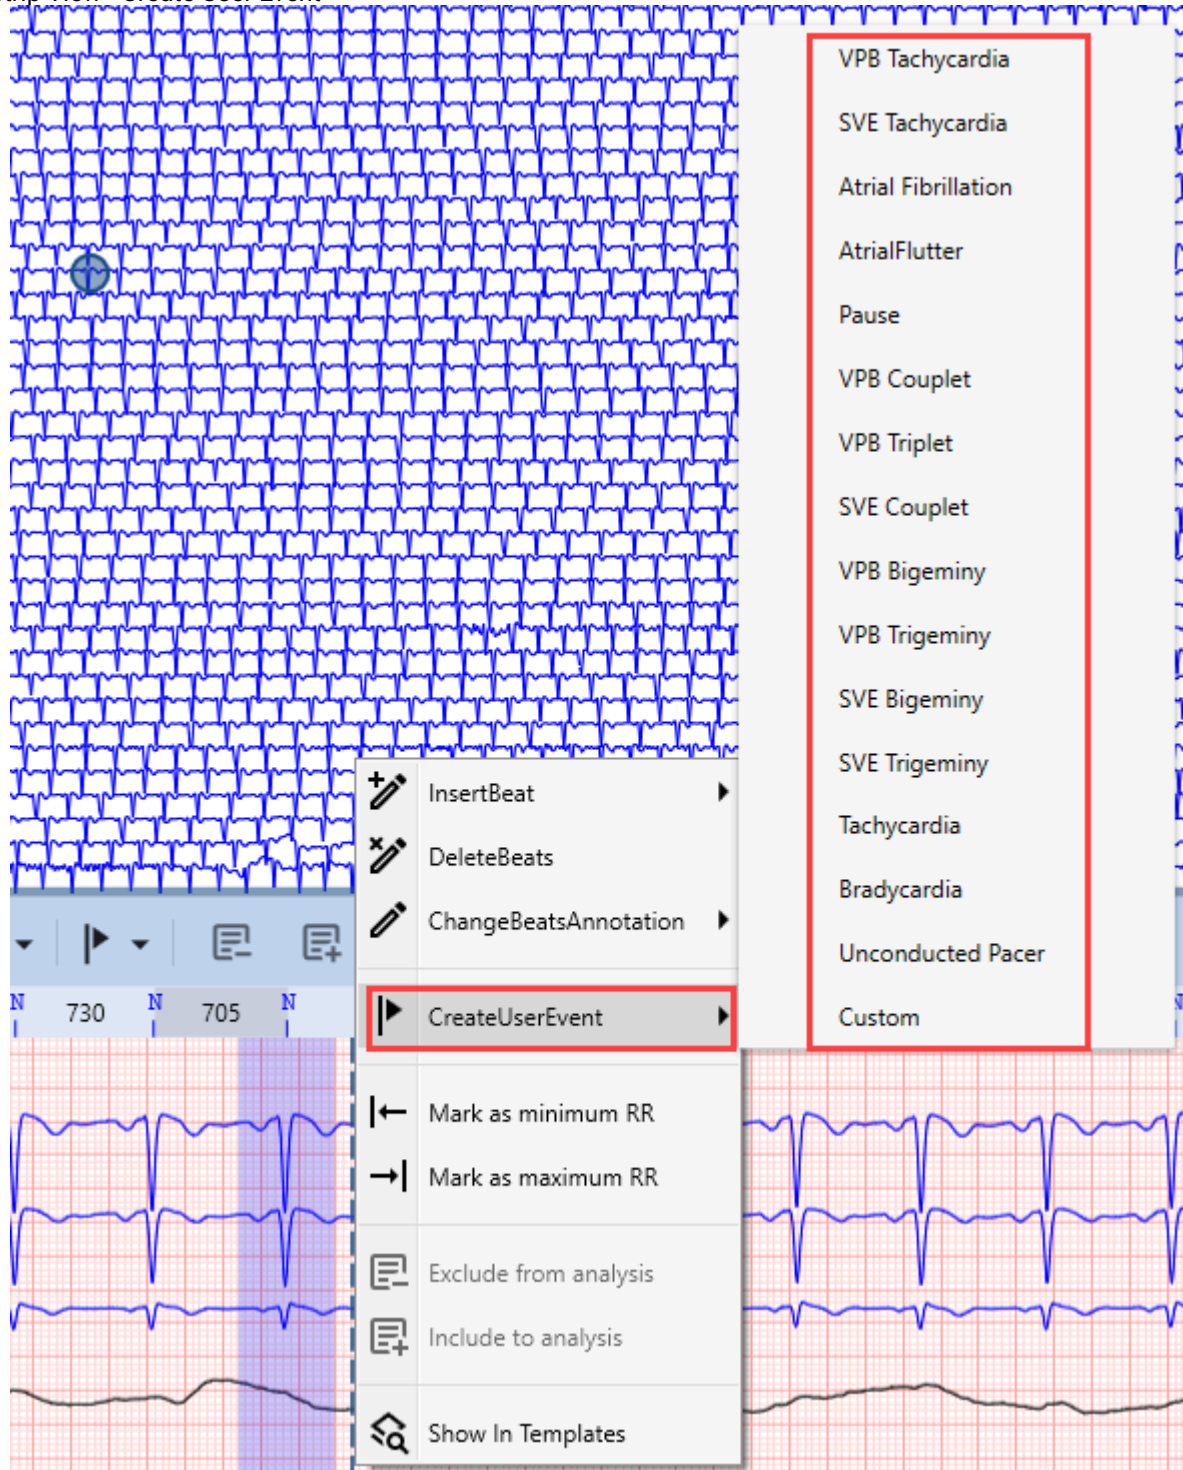 VPB Tachycardia
SVE Tachycardia
Atrial Fibrillation
AtrialFlutter
Pause
VPB Couplet
VPB Triplet
SVE Couplet
VPB Bigeminy
VPB Trigeminy
SVE Bigeminy
SVE Trigeminy
Tachycardia
Bradycardia
Unconducted Pacer
Custom
InsertBeat
DeleteBeats
ChangeBeatsAnnotation
CreateUserEvent
Mark as minimum RR
Mark as maximum RR
Exclude from analysis
Include to analysis
Show In Templates
N 730 N 705 N